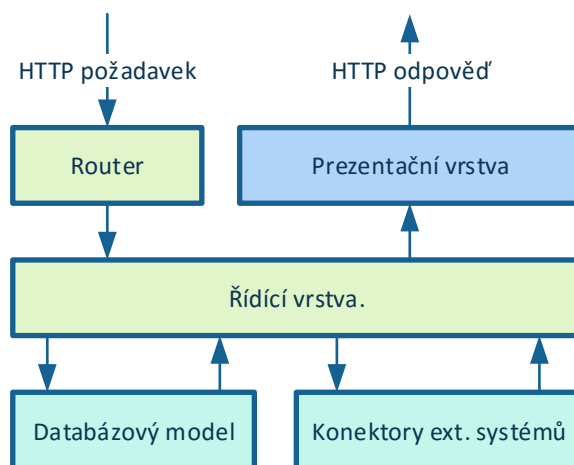 HTTP požadavek
HTTP odpověď
Router
Prezentační vrstva
Řídící vrstva.
Databázový model
Konektory ext. systémů